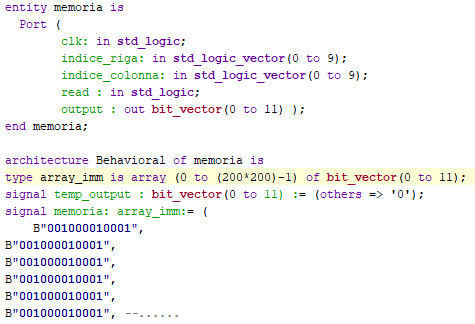 entity memoria is
Port (
clk: in std_logic;
indice_riga: in std_logic_vector(0 to 9);
indice_colonna: in std_logic_vector(0 to 9);
read : in std_logic;
output : out bit_vector(0 to 11) );
end memoria;
architecture Behavioral of memoria is
type array_imm is array (0 to (200*200)-1) of bit_vector(0 to 11);
signal temp_output : bit_vector(0 to 11) := (others => '0');
signal memoria: array_imm:= (
B"001000010001",
B"001000010001",
B"001000010001",
B"001000010001",
B"001000010001",
B"001000010001", --......